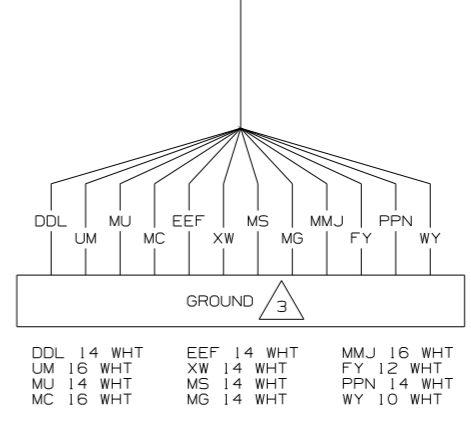 DDL MU EEF MS MMJ PPN
UM MC XW MG FY WY
GROUND 3
DDL 14 WHT EEF 14 WHT MMJ 16 WHT
UM 16 WHT XW 14 WHT FY 12 WHT
MU 14 WHT MS 14 WHT PPN 14 WHT
MC 16 WHT MG 14 WHT WY 10 WHT